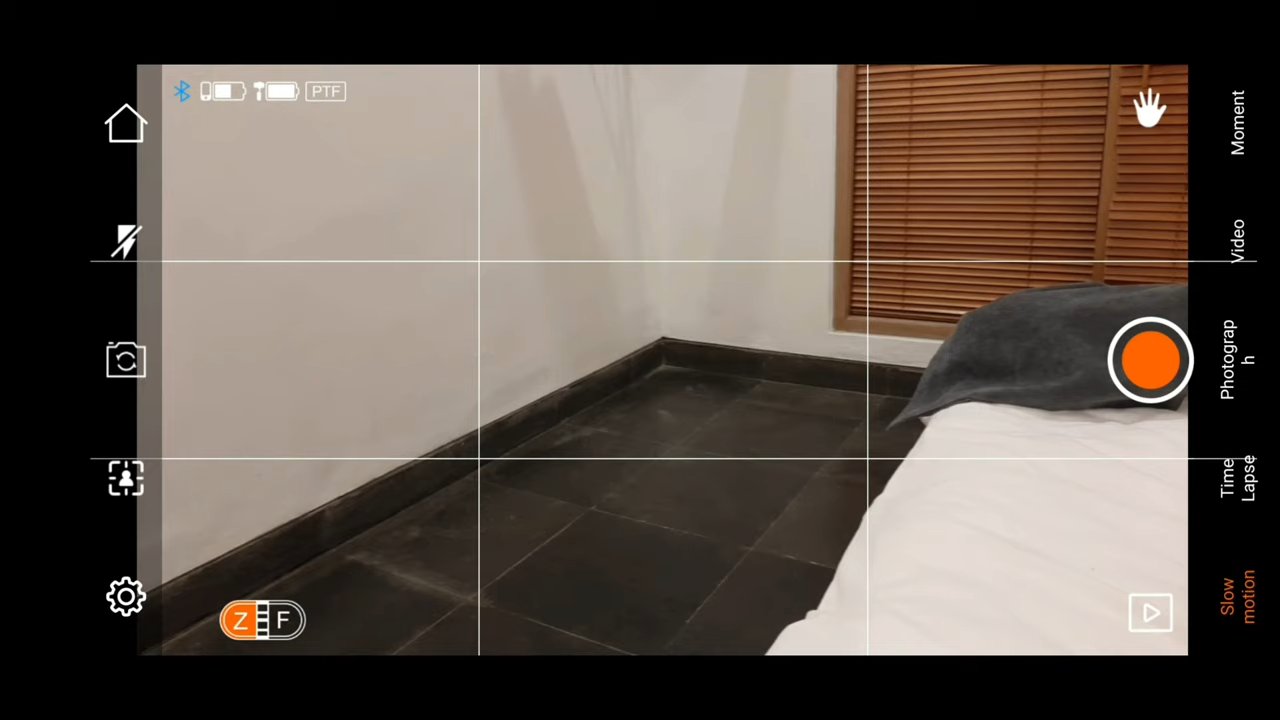 PTF
Moment
Video
Photograp
h
Time
Lapse
Slow
motion
Z
F